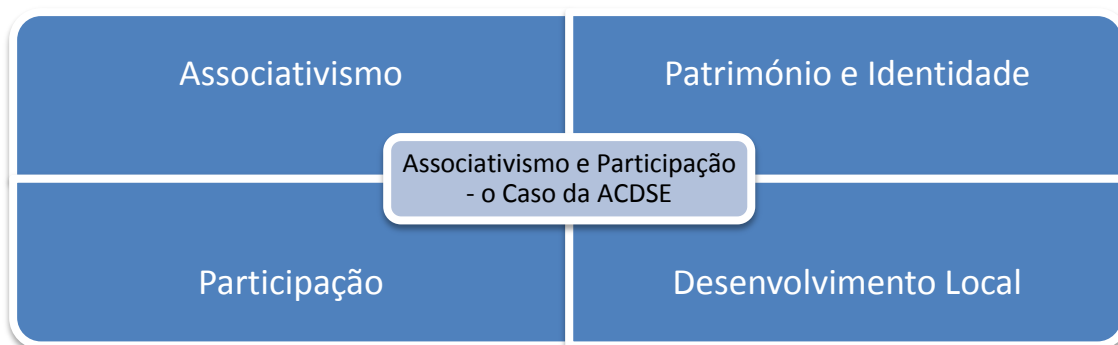 Associativismo
Património e Identidade
Associativismo e Participação
- o Caso da ACDSE
Participação
Desenvolvimento Local